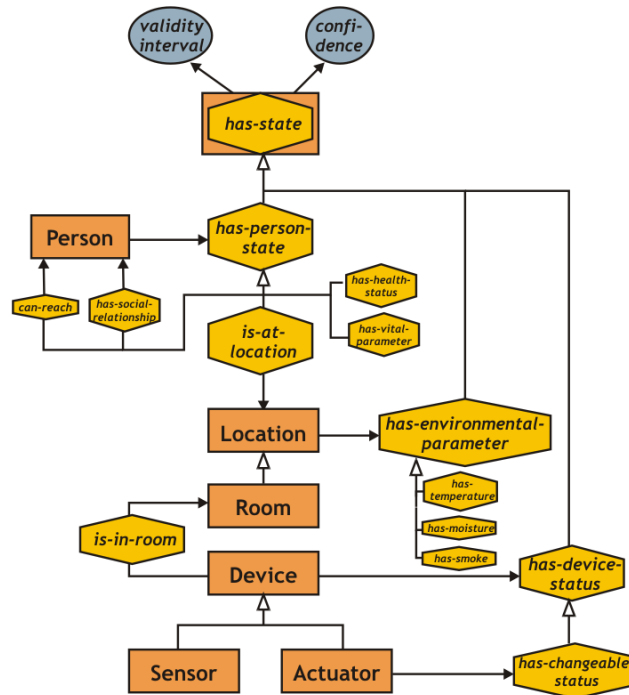 validity
interval
confi-
dence
has-state
has-person-
state
Person
can-reach
has-social-
relationship
has-health-
status
has-vital-
parameter
is-at-
location
Location
has-environmental-
parameter
has-
temperature
has-moisture
has-smoke
Room
is-in-room
Device
has-device-
status
Sensor
Actuator
has-changeable
status